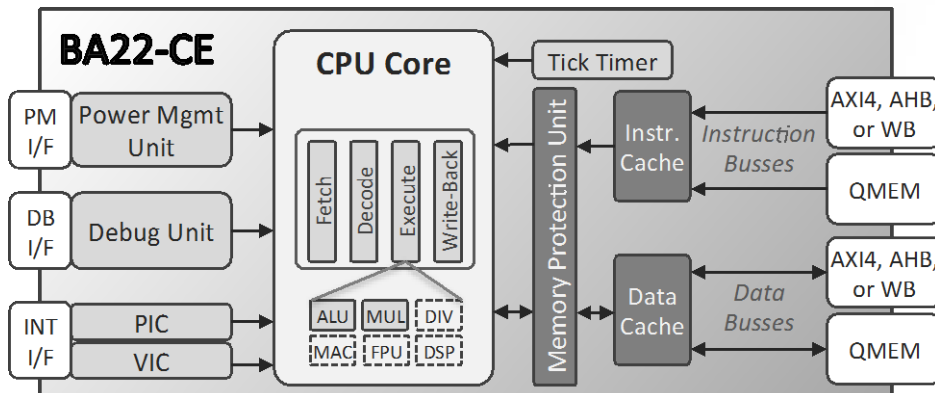 BA22-CE
PM
I/F
Power Mgmt
Unit
DB
I/F
Debug Unit
INT
I/F
PIC
VIC
CPU Core
Fetch
Decode
Execute
Write-Back
ALU
MUL
DIV
MAC
FPU
DSP
Tick Timer
Memory Protection Unit
Instr.
Cache
Instruction
Busses
AXI4, AHB,
or WB
QMEM
Data
Cache
Data
Busses
AXI4, AHB,
or WB
QMEM